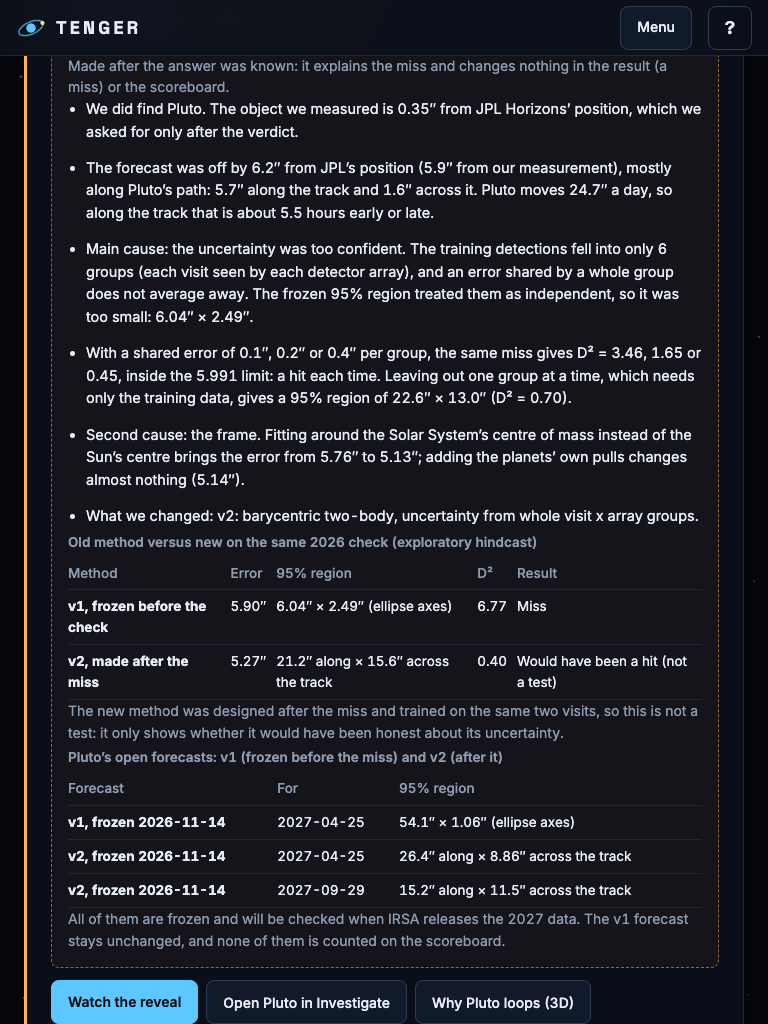 TENGER
Menu
?
Made after the answer was known: it explains the miss and changes nothing in the result (a
miss) or the scoreboard.
• We did find Pluto. The object we measured is 0.35″ from JPL Horizons’ position, which we
asked for only after the verdict.
• The forecast was off by 6.2″ from JPL’s position (5.9″ from our measurement), mostly
along Pluto’s path: 5.7″ along the track and 1.6″ across it. Pluto moves 24.7″ a day, so
along the track that is about 5.5 hours early or late.
• Main cause: the uncertainty was too confident. The training detections fell into only 6
groups (each visit seen by each detector array), and an error shared by a whole group
does not average away. The frozen 95% region treated them as independent, so it was
too small: 6.04″ × 2.49″.
• With a shared error of 0.1″, 0.2″ or 0.4″ per group, the same miss gives D² = 3.46, 1.65 or
0.45, inside the 5.991 limit: a hit each time. Leaving out one group at a time, which needs
only the training data, gives a 95% region of 22.6″ × 13.0″ (D² = 0.70).
• Second cause: the frame. Fitting around the Solar System’s centre of mass instead of the
Sun’s centre brings the error from 5.76″ to 5.13″; adding the planets’ own pulls changes
almost nothing (5.14″).
• What we changed: v2: barycentric two-body, uncertainty from whole visit x array groups.
Old method versus new on the same 2026 check (exploratory hindcast)
Method Error 95% region D² Result
v1, frozen before the 5.90″ 6.04″ × 2.49″ (ellipse axes) 6.77 Miss
check
v2, made after the 5.27″ 21.2″ along × 15.6″ across 0.40 Would have been a hit (not
miss) the track a test)
The new method was designed after the miss and trained on the same two visits, so this is not a
test: it only shows whether it would have been honest about its uncertainty.
Pluto’s open forecasts: v1 (frozen before the miss) and v2 (after it)
Forecast For 95% region
v1, frozen 2026-11-14 2027-04-25 54.1″ × 1.06″ (ellipse axes)
v2, frozen 2026-11-14 2027-04-25 26.4″ along × 8.86″ across the track
v2, frozen 2026-11-14 2027-09-29 15.2″ along × 11.5″ across the track
All of them are frozen and will be checked when IRSA releases the 2027 data. The v1 forecast
stays unchanged, and none of them is counted on the scoreboard.
Watch the reveal
Open Pluto in Investigate
Why Pluto loops (3D)